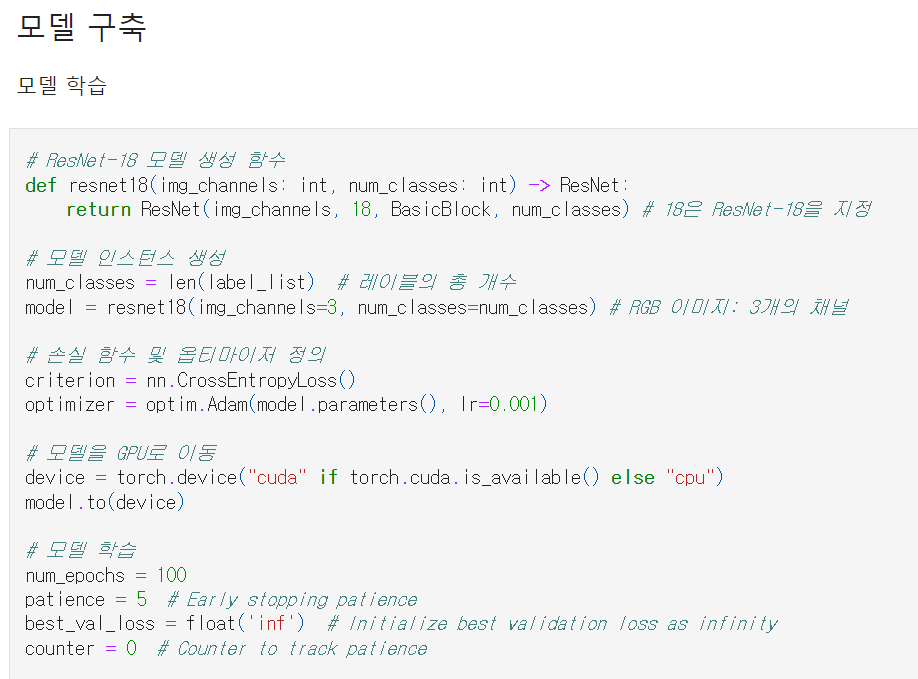 모델 구축
모델 학습
# ResNet-18 모델 생성 함수
def resnet18(img_channels: int, num_classes: int) -> ResNet:
    return ResNet(img_channels, 18, BasicBlock, num_classes) # 18은 ResNet-18을 지정
# 모델 인스턴스 생성
num_classes = len(label_list)  # 레이블의 총 개수
model = resnet18(img_channels=3, num_classes=num_classes) # RGB 이미지: 3개의 채널
# 손실 함수 및 옵티마이저 정의
criterion = nn.CrossEntropyLoss()
optimizer = optim.Adam(model.parameters(), lr=0.001)
# 모델을 GPU로 이동
device = torch.device("cuda" if torch.cuda.is_available() else "cpu")
model.to(device)
# 모델 학습
num_epochs = 100
patience = 5  # Early stopping patience
best_val_loss = float('inf')  # Initialize best validation loss as infinity
counter = 0  # Counter to track patience